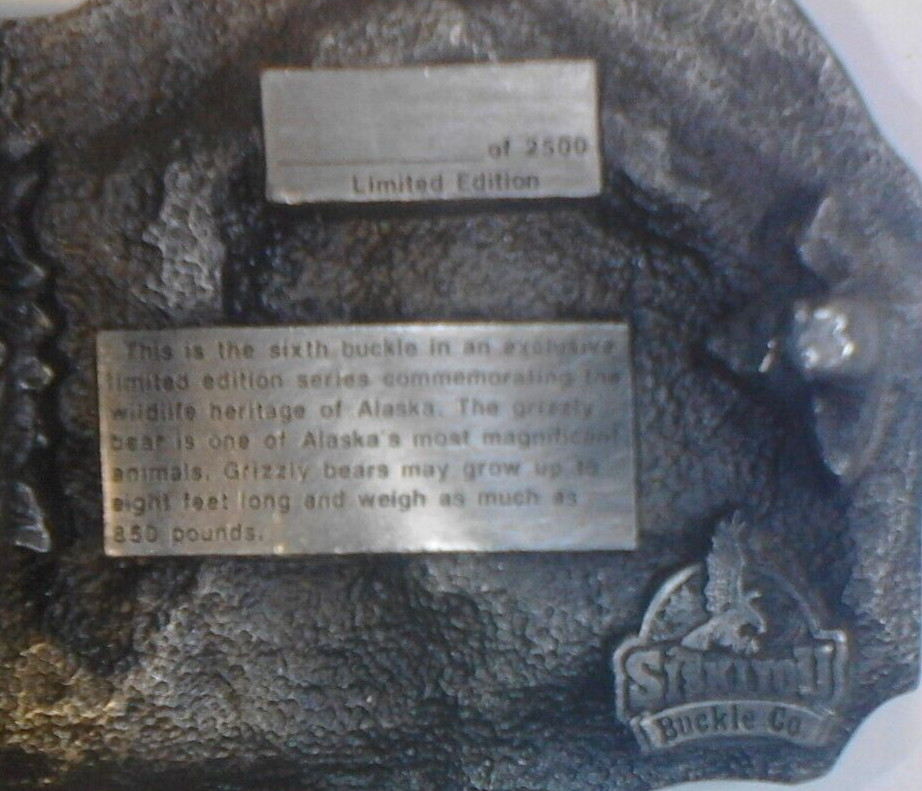 of 2500
Limited Edition
This is the sixth buckle in an exclusive
limited edition series commemorating the
wildlife heritage of Alaska. The grizzly
bear is one of Alaska's most magnificent
animals. Grizzly bears may grow up to
eight feet long and weigh as much as
850 pounds.
Siskiyou
Buckle Co.